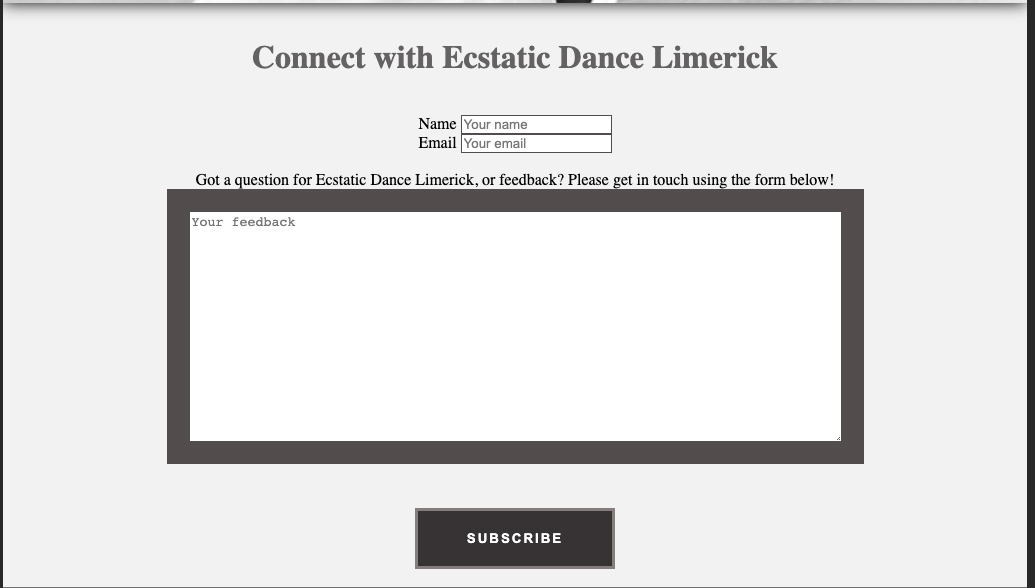 Connect with Ecstatic Dance Limerick
Name Your name
Email Your email
Got a question for Ecstatic Dance Limerick, or feedback? Please get in touch using the form below!
Your feedback
SUBSCRIBE